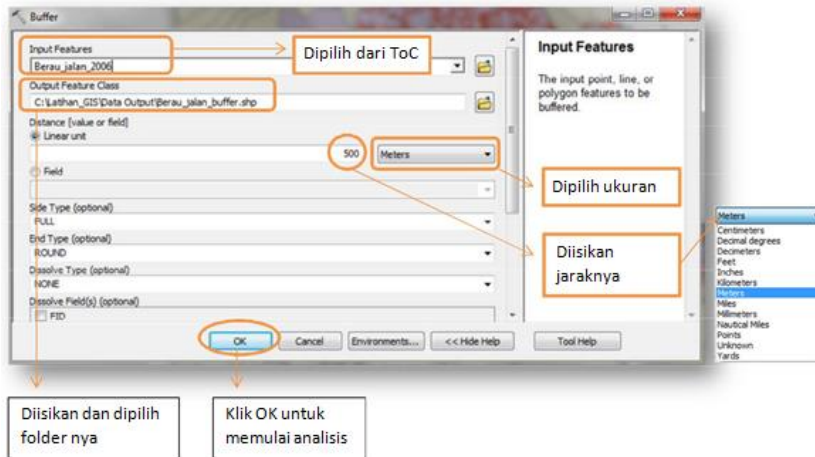 Buffer
Input Features
Berau_jalan_2006
Output Feature Class
C:\Latihan_GIS\Data Output\Berau_jalan_buffer.shp
Distance [value or field]
Linear unit
500
Meters
Field
Side Type (optional)
FULL
End Type (optional)
ROUND
Dissolve Type (optional)
NONE
Dissolve Field(s) (optional)
FID
OK
Cancel
Environments...
<< Hide Help
Tool Help
Input Features
The input point, line, or
polygon features to be
buffered.
Dipilih dari ToC
Dipilih ukuran
Diisikan
jaraknya
Meters
Centimeters
Decimal degrees
Decimeters
Feet
Inches
Kilometers
Meters
Miles
Millimeters
Nautical Miles
Points
Unknown
Yards
Diisikan dan dipilih
folder nya
Klik OK untuk
memulai analisis